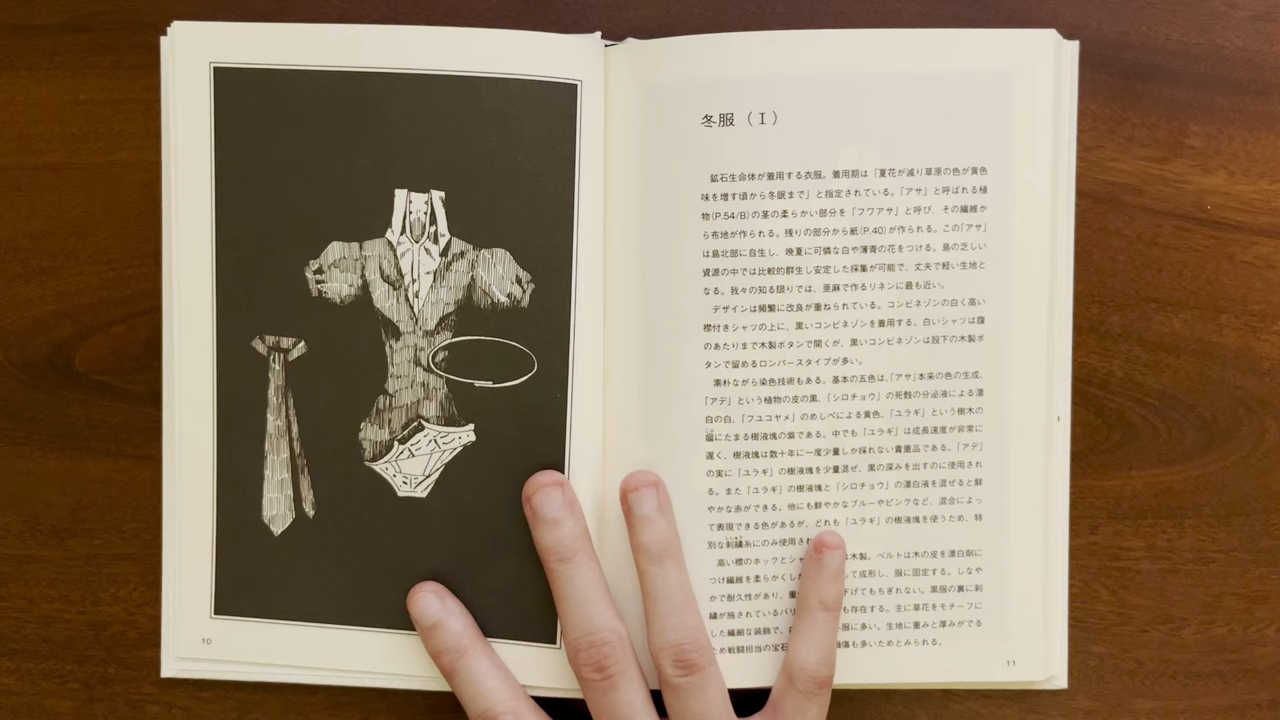 冬服（I）
鉱石生命体が着用する衣服。着用期は「夏花が減り草原の色が黄色
味を増す頃から冬眠まで」と指定されている。「アサ」と呼ばれる植
物(P.54/B)の茎の柔らかい部分を「フワアサ」と呼び、その繊維か
ら布地が作られる。残りの部分から紙(P.40)が作られる。この「アサ」
は島北部に自生し、晩夏に可憐な白や薄青の花をつける。島の乏しい
資源の中では比較的群生し安定した採集が可能で、丈夫で軽い生地と
なる。我々の知る限りでは、亜麻で作るリネンに最も近い。
デザインは頻繁に改良が重ねられている。コンビネゾンの白く高い
襟付きシャツの上に、黒いコンビネゾンを着用する。白いシャツは腹
のあたりまで木製ボタンで開くが、黒いコンビネゾンは股下の木製ボ
タンで留めるロンパースタイプが多い。
素朴ながら染色技術もある。基本の五色は、「アサ」本来の色の生成、
「アデ」という植物の皮の黒、「シロチョウ」の死骸の分泌液による漂
白の白、「フユコヤメ」のめしべによる黄色、「ユラギ」という樹木の
瘤にたまる樹液塊の紫である。中でも「ユラギ」は成長速度が非常に
遅く、樹液塊は数十年に一度少量しか採れない貴重品である。「アデ」
の実に「ユラギ」の樹液塊を少量混ぜ、黒の深みを出すのに使用され
る。また「ユラギ」の樹液塊と「シロチョウ」の漂白液を混ぜると鮮
やかな赤ができる。他にも鮮やかなブルーやピンクなど、混合によっ
て表現できる色があるが、どれも「ユラギ」の樹液塊を使うため、特
別な刺繍糸にのみ使用され
高い襟のホックとシャ は木製。ベルトは木の皮を漂白剤に
つけ繊維を柔らかくし して成形し、服に固定する。しなや
かで耐久性があり、重 下げてもちぎれない。黒服の裏に刺
繍が施されているバリ も存在する。主に草花をモチーフに
した繊細な装飾で、 服に多い。生地に重みと厚みがでる
ため戦闘担当の宝石 損傷も多いためとみられる。
10
11